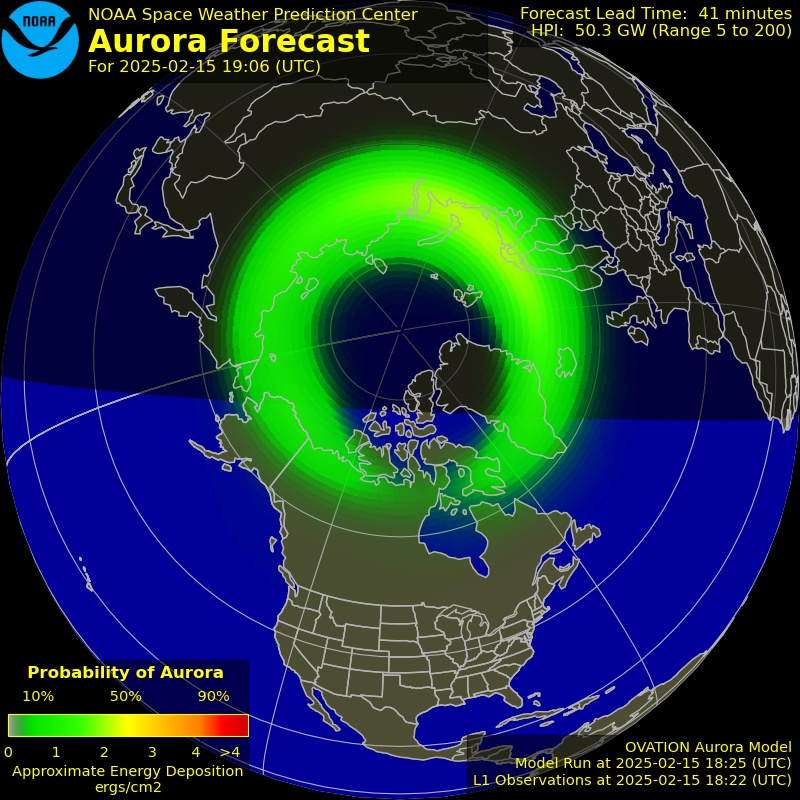 NOAA
NOAA Space Weather Prediction Center
Aurora Forecast
For 2025-02-15 19:06 (UTC)
Forecast Lead Time: 41 minutes
HPI: 50.3 GW (Range 5 to 200)
Probability of Aurora
10% 50% 90%
0 1 2 3 4 >4
Approximate Energy Deposition
ergs/cm2
OVATION Aurora Model
Model Run at 2025-02-15 18:25 (UTC)
L1 Observations at 2025-02-15 18:22 (UTC)